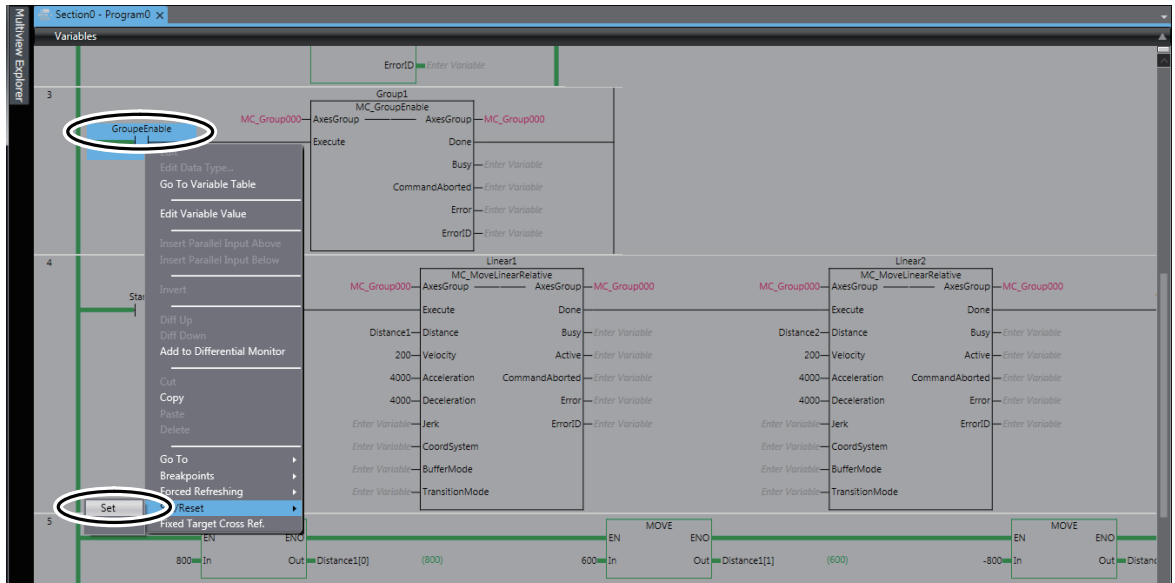 Multiview Explorer
Section0 - Program0
Variables
ErrorID Enter Variable
3
Group1
MC_GroupEnable
MC_Group000 AxesGroup AxesGroup MC_Group000
GroupeEnable
Execute Done
Busy Enter Variable
CommandAborted Enter Variable
Error Enter Variable
ErrorID Enter Variable
Edit Data Type...
Go To Variable Table
Edit Variable Value
Insert Parallel Input Above
Insert Parallel Input Below
Invert
Diff Up
Diff Down
Add to Differential Monitor
Cut
Copy
Paste
Delete
Go To
Breakpoints
Forced Refreshing
/Reset
Fixed Target Cross Ref.
Set
4
Linear1
MC_MoveLinearRelative
MC_Group000 AxesGroup AxesGroup MC_Group000
Star
Execute Done
Distance1 Distance Busy Enter Variable
200 Velocity Active Enter Variable
4000 Acceleration CommandAborted Enter Variable
4000 Deceleration Error Enter Variable
Enter Variable Jerk ErrorID Enter Variable
Enter Variable CoordSystem
Enter Variable BufferMode
Enter Variable TransitionMode
Linear2
MC_MoveLinearRelative
MC_Group000 AxesGroup AxesGroup MC_Group000
Execute Done
Distance2 Distance Busy Enter Variable
200 Velocity Active Enter Variable
4000 Acceleration CommandAborted Enter Variable
4000 Deceleration Error Enter Variable
Enter Variable Jerk ErrorID Enter Variable
Enter Variable CoordSystem
Enter Variable BufferMode
Enter Variable TransitionMode
5
EN ENO
800 In Out Distance1[0] (800)
MOVE
EN ENO
600 In Out Distance1[1] (600)
MOVE
EN ENO
-800 In Out Distanc